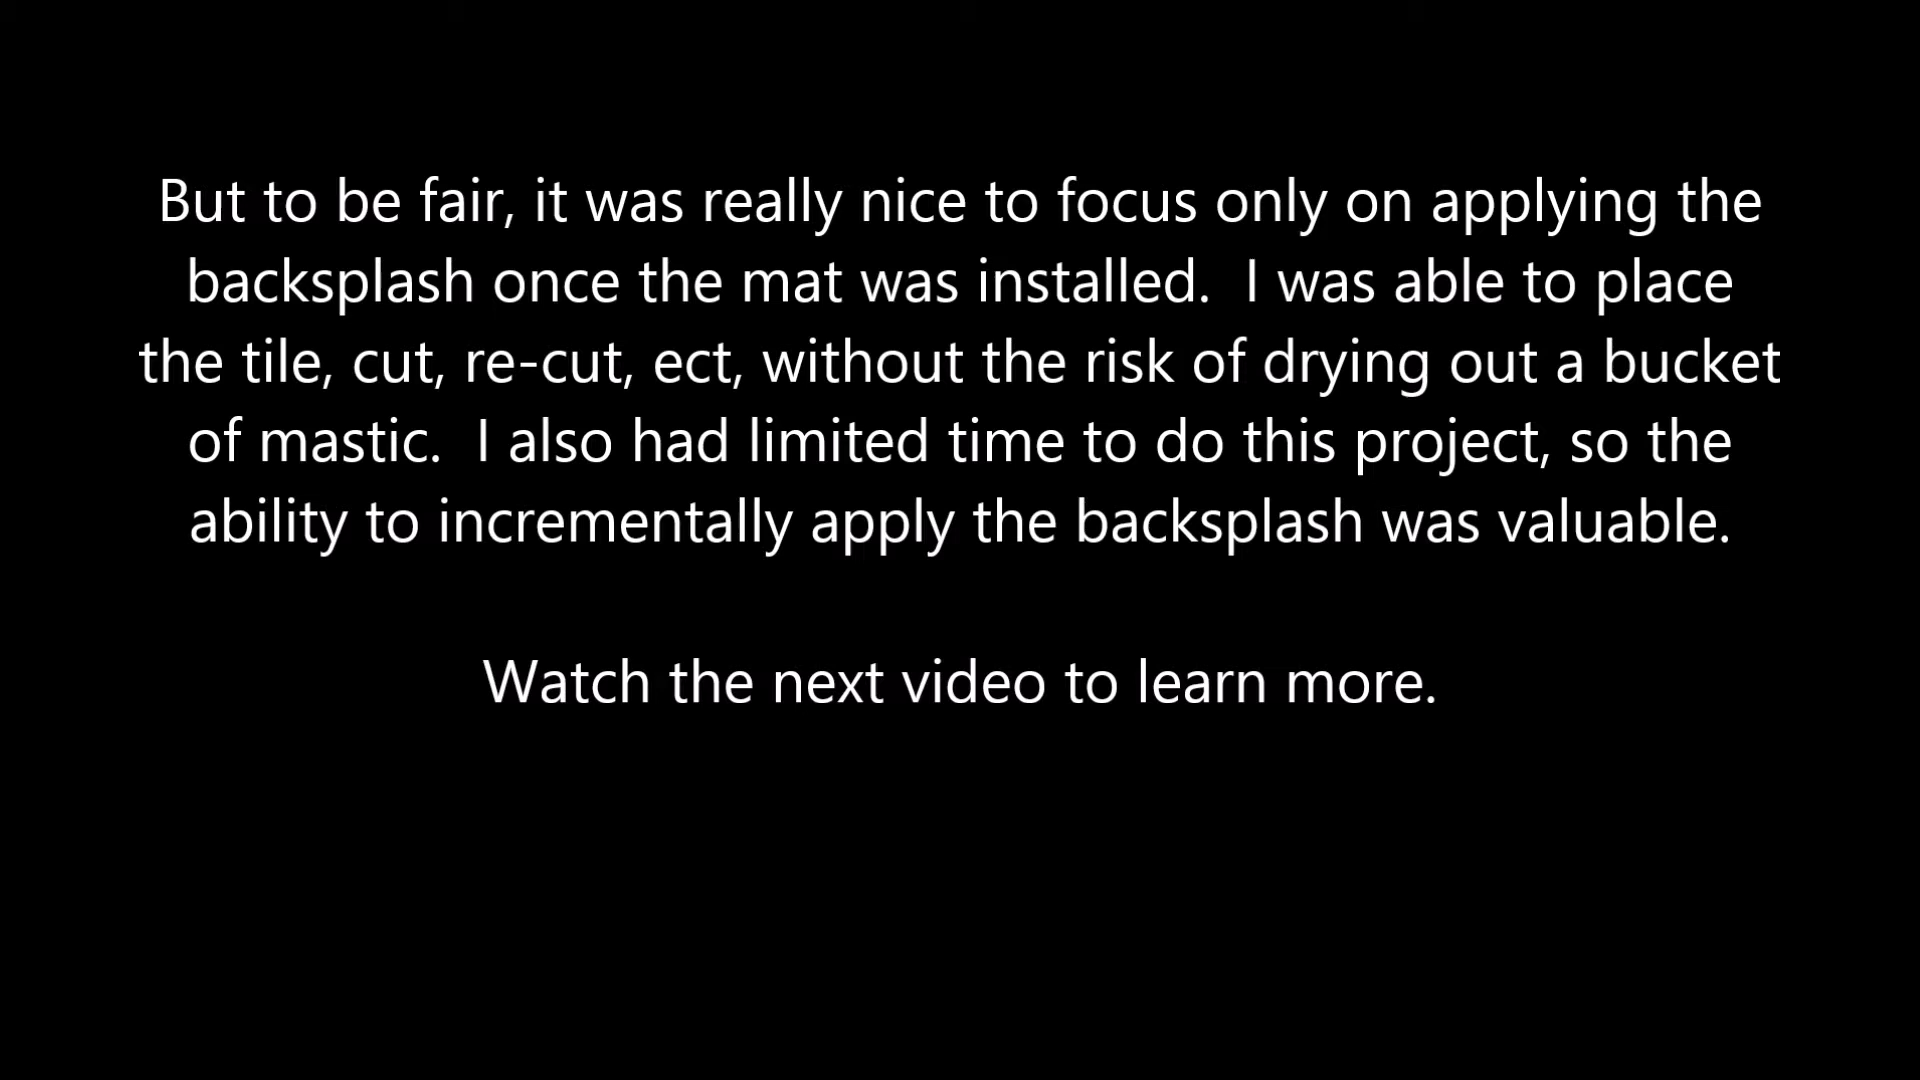 But to be fair, it was really nice to focus only on applying the
backsplash once the mat was installed.  I was able to place
the tile, cut, re-cut, ect, without the risk of drying out a bucket
of mastic.  I also had limited time to do this project, so the
ability to incrementally apply the backsplash was valuable.
Watch the next video to learn more.